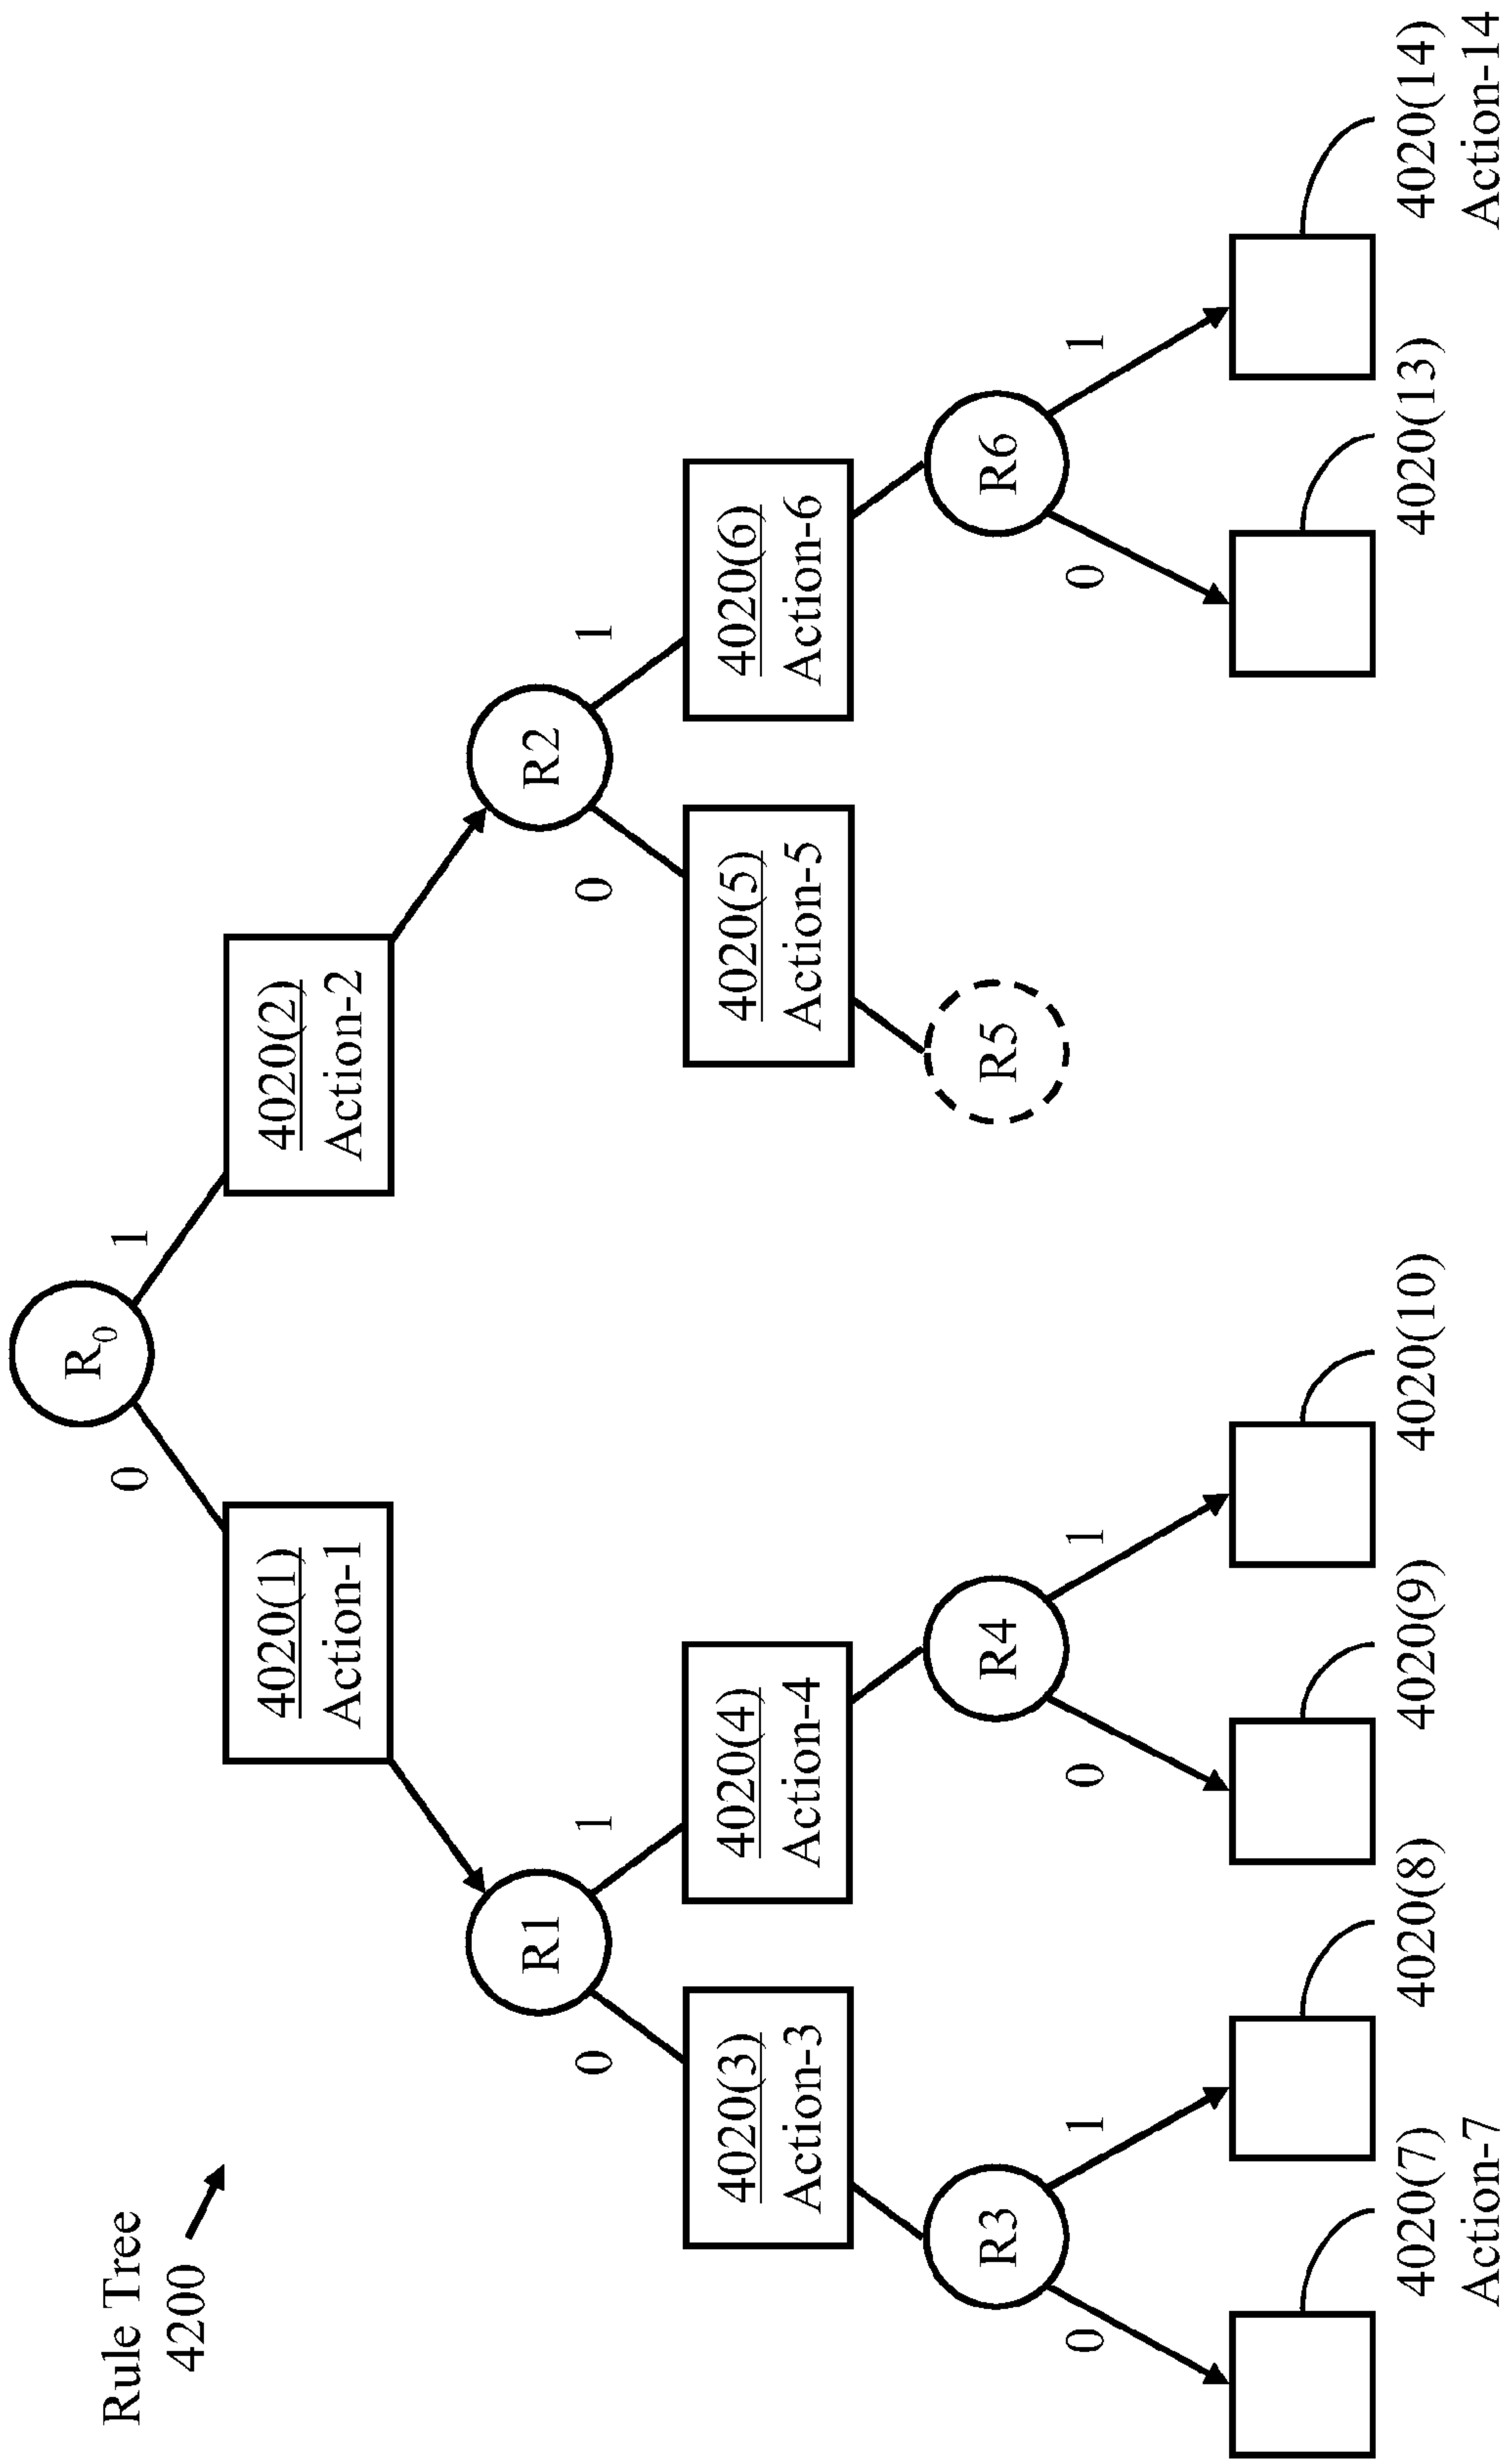 Rule Tree
4200
R0
0
1
4020(1)
Action-1
4020(2)
Action-2
R1
R2
0
1
0
1
4020(3)
Action-3
4020(4)
Action-4
4020(5)
Action-5
4020(6)
Action-6
R3
R4
R5
R6
0
1
0
1
0
1
4020(7)
Action-7
4020(8)
4020(9)
4020(10)
4020(13)
4020(14)
Action-14